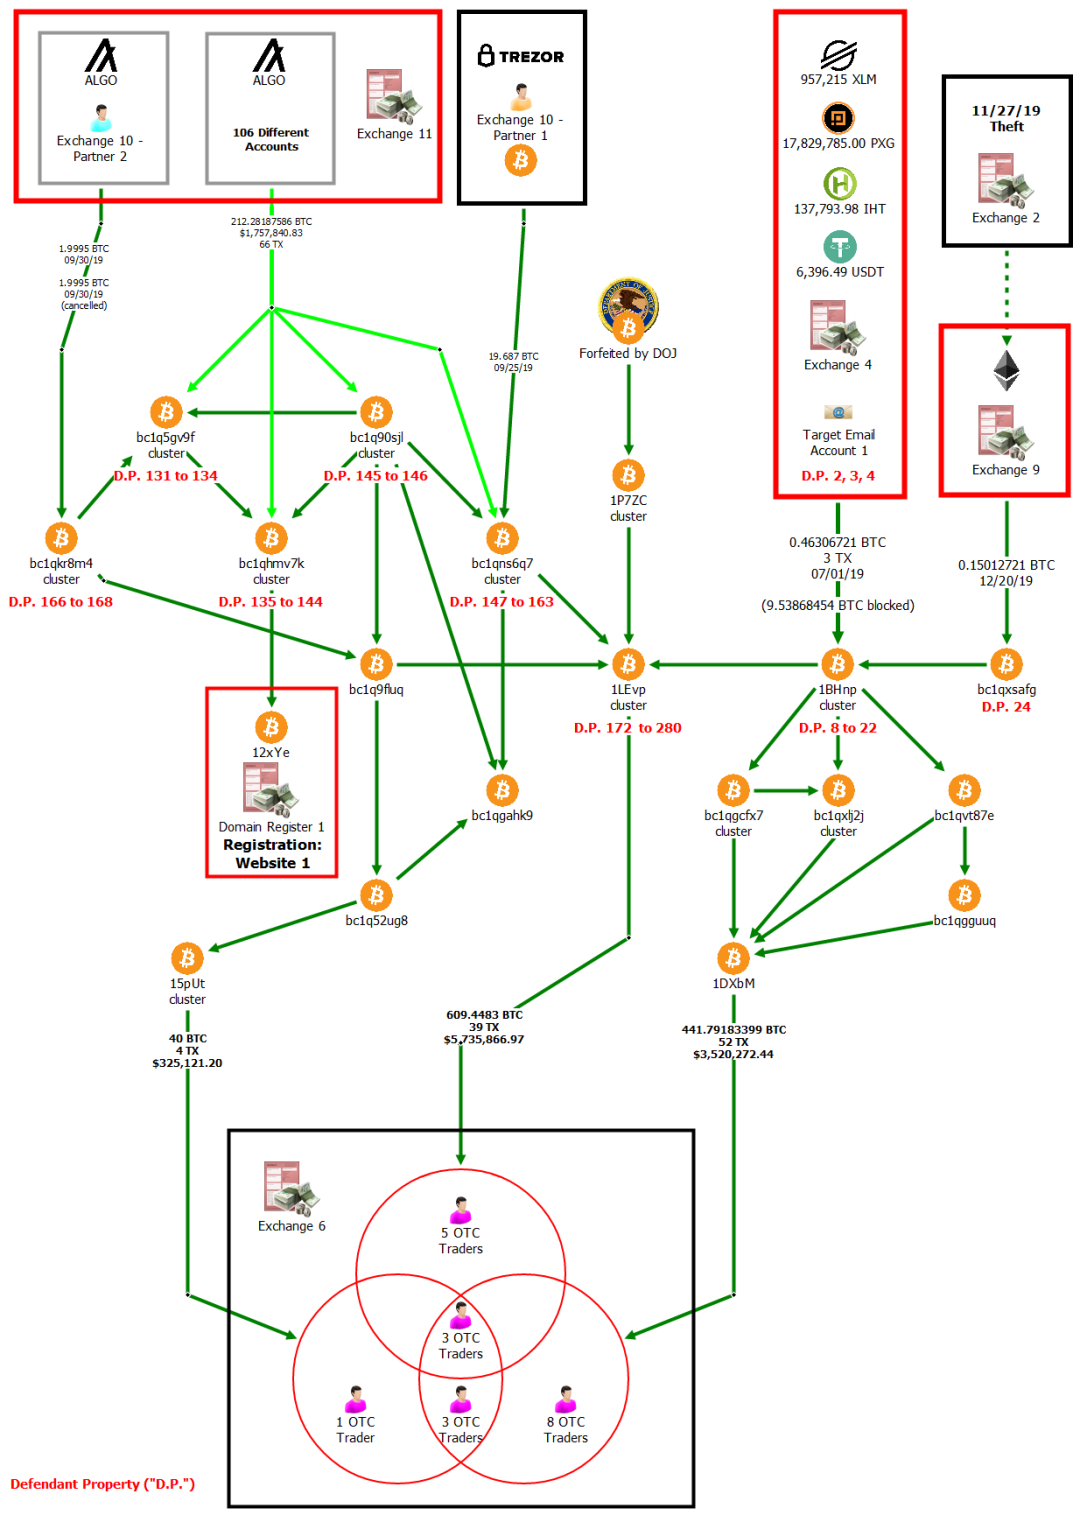 ALGO
Exchange 10 -
Partner 2
ALGO
106 Different
Accounts
Exchange 11
TREZOR
Exchange 10 -
Partner 1
957,215 XLM
17,829,785.00 PXG
137,793.98 IHT
6,396.49 USDT
Exchange 4
Target Email
Account 1
D.P. 2, 3, 4
11/27/19
Theft
Exchange 2
Exchange 9
1.9995 BTC
09/30/19
1.9995 BTC
09/30/19
(cancelled)
212.28187586 BTC
$1,757,840.83
66 TX
19.687 BTC
09/25/19
Forfeited by DOJ
bc1q5gv9f
cluster
D.P. 131 to 134
bc1q90sjl
cluster
D.P. 145 to 146
1P7ZC
cluster
bc1qkr8m4
cluster
D.P. 166 to 168
bc1qhmv7k
cluster
D.P. 135 to 144
bc1qns6q7
cluster
D.P. 147 to 163
0.46306721 BTC
3 TX
07/01/19
(9.53868454 BTC blocked)
0.15012721 BTC
12/20/19
bc1q9fluq
1LEvp
cluster
D.P. 172 to 280
1BHnp
cluster
D.P. 8 to 22
bc1qxsafg
D.P. 24
12xYe
Domain Register 1
Registration:
Website 1
bc1qgahk9
bc1qgcfx7
cluster
bc1qxlj2j
cluster
bc1qvt87e
bc1q52ug8
bc1qgguuq
15pUt
cluster
1DXbM
40 BTC
4 TX
$325,121.20
609.4483 BTC
39 TX
$5,735,866.97
441.79183399 BTC
52 TX
$3,520,272.44
Exchange 6
5 OTC
Traders
3 OTC
Traders
1 OTC
Trader
3 OTC
Traders
8 OTC
Traders
Defendant Property ("D.P.")